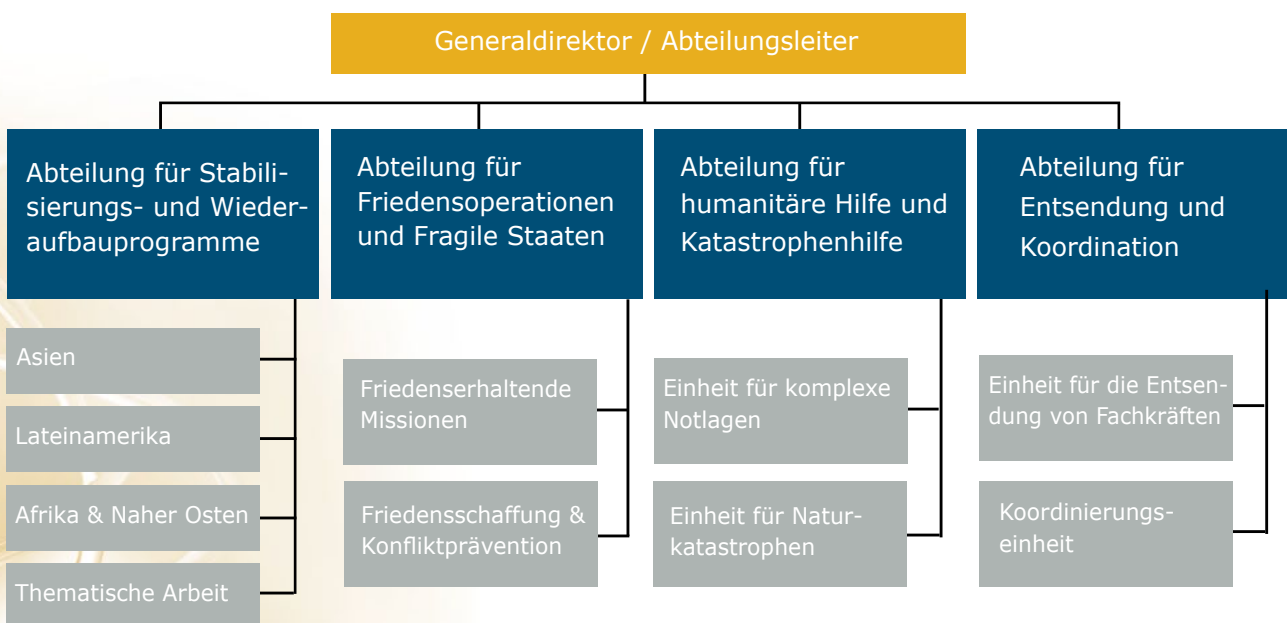 Generaldirektor / Abteilungsleiter
Abteilung für Stabili-
sierungs- und Wieder-
aufbauprogramme
Asien
Lateinamerika
Afrika & Naher Osten
Thematische Arbeit
Abteilung für
Friedensoperationen
und Fragile Staaten
Friedenserhaltende
Missionen
Friedensschaffung &
Konfliktprävention
Abteilung für
humanitäre Hilfe und
Katastrophenhilfe
Einheit für komplexe
Notlagen
Einheit für Natur-
katastrophen
Abteilung für
Entsendung und
Koordination
Einheit für die Entsen-
dung von Fachkräften
Koordinierungs-
einheit